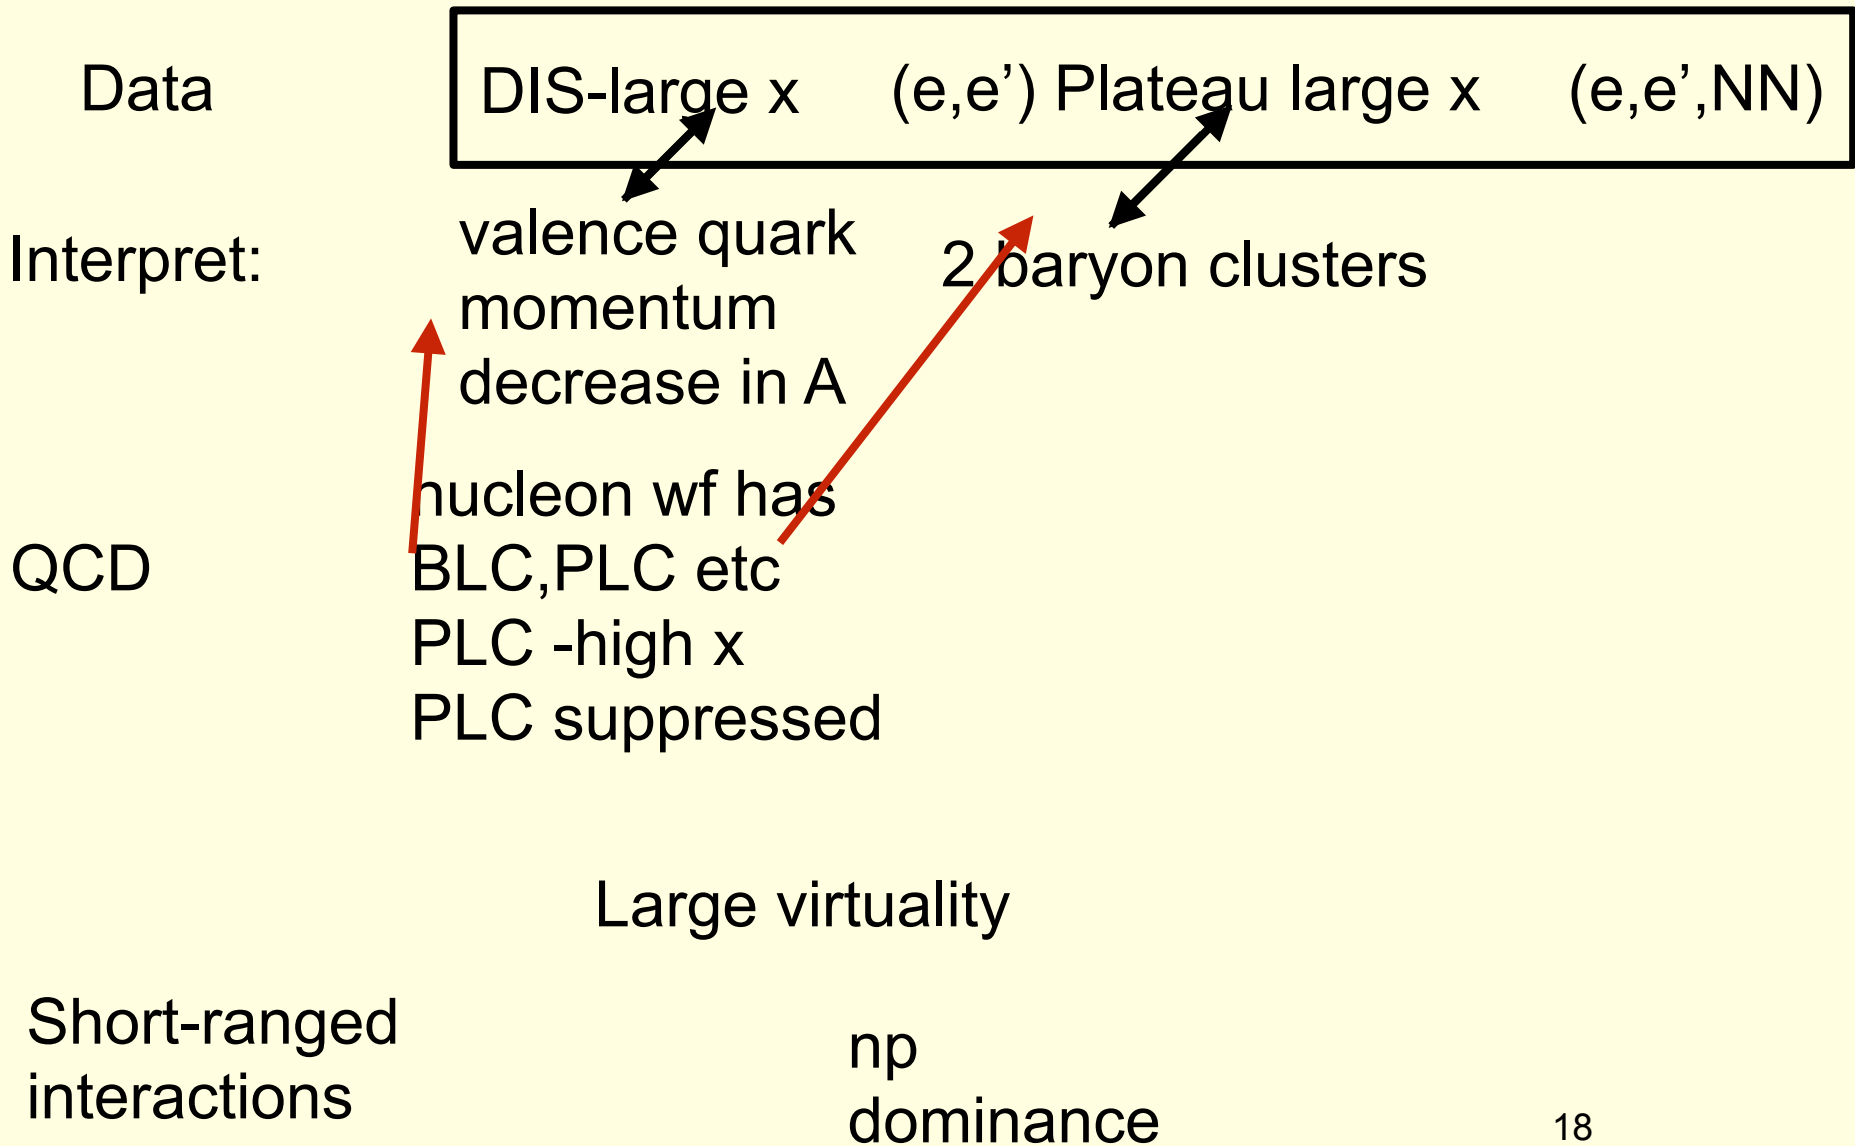 Data DIS-large x (e,e’) Plateau large x (e,e’,NN)
Interpret:
valence quark
momentum
decrease in A
2 baryon clusters
QCD
nucleon wf has
BLC,PLC etc
PLC -high x
PLC suppressed
Large virtuality
Short-ranged
interactions
np
dominance
18